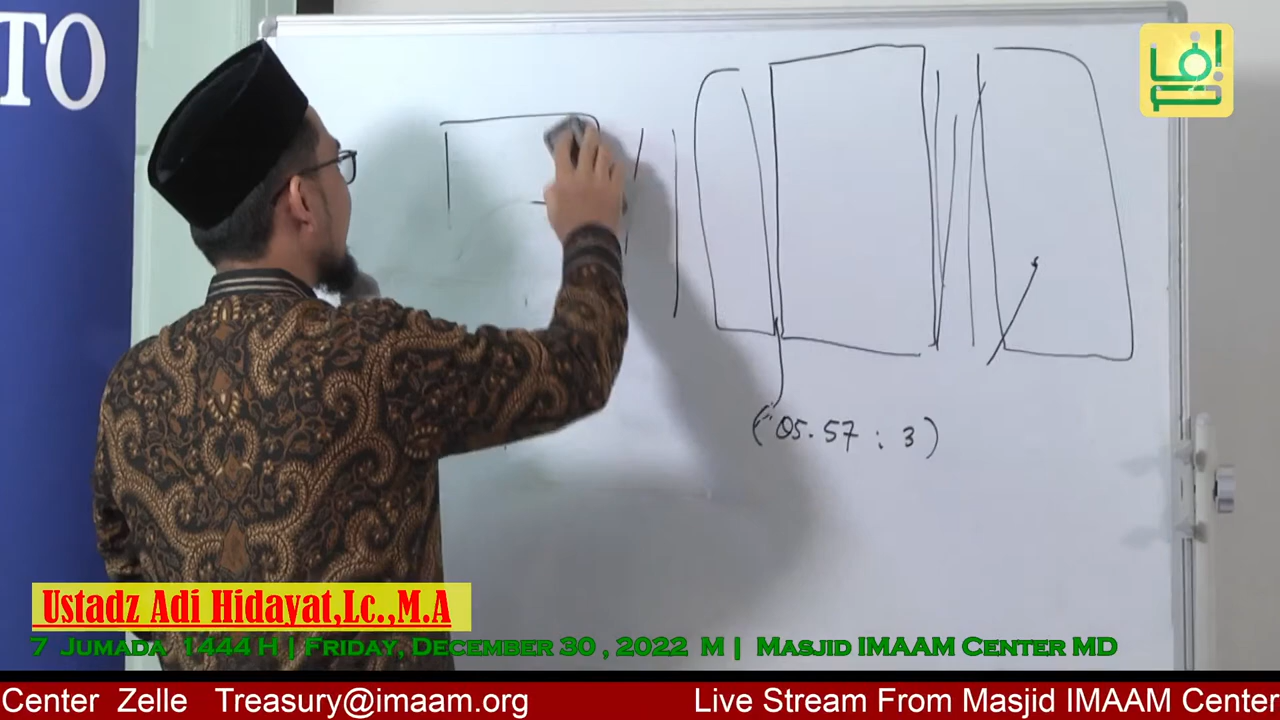 TO
(QS. 57 : 3)
Ustadz Adi Hidayat,Lc.,M.A
7 Jumada 1444 H | Friday, December 30 , 2022 M | Masjid IMAAM Center MD
Center Zelle Treasury@imaam.org Live Stream From Masjid IMAAM Center